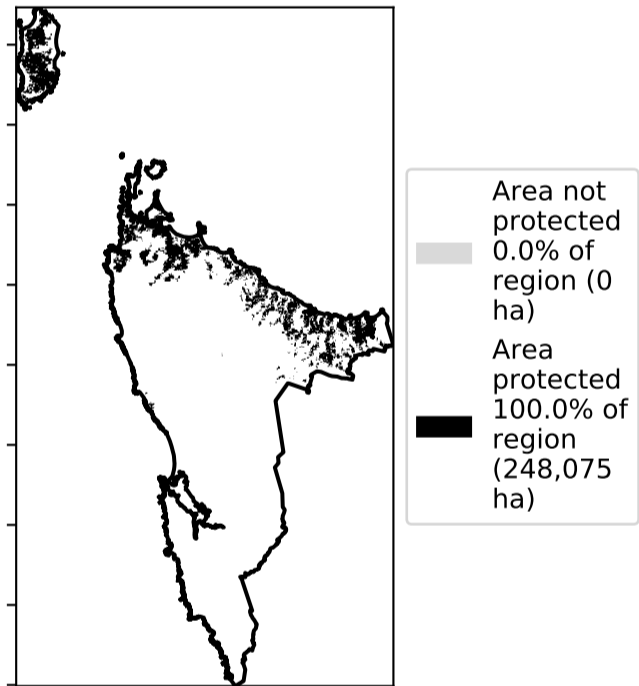 Area not
protected
0.0% of
region (0
ha)
Area
protected
100.0% of
region
(248,075
ha)